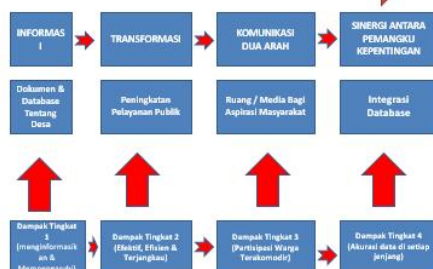 INFORMAS
I
TRANSFORMASI
KOMUNIKASI
DUA ARAH
SINERGI ANTARA
PEMANGKU
KEPENTINGAN
Dokumen &
Database
Tentang
Desa
Peningkatan
Pelayanan Publik
Ruang / Media Bagi
Aspirasi Masyarakat
Integrasi
Database
Dampak Tingkat
1
(menginformasik
an &
Dampak Tingkat 2
(Efektif, Efisien &
Terjangkau)
Dampak Tingkat 3
(Partisipasi Warga
Terakomodir)
Dampak Tingkat 4
(Akurasi data di setiap
jenjang)